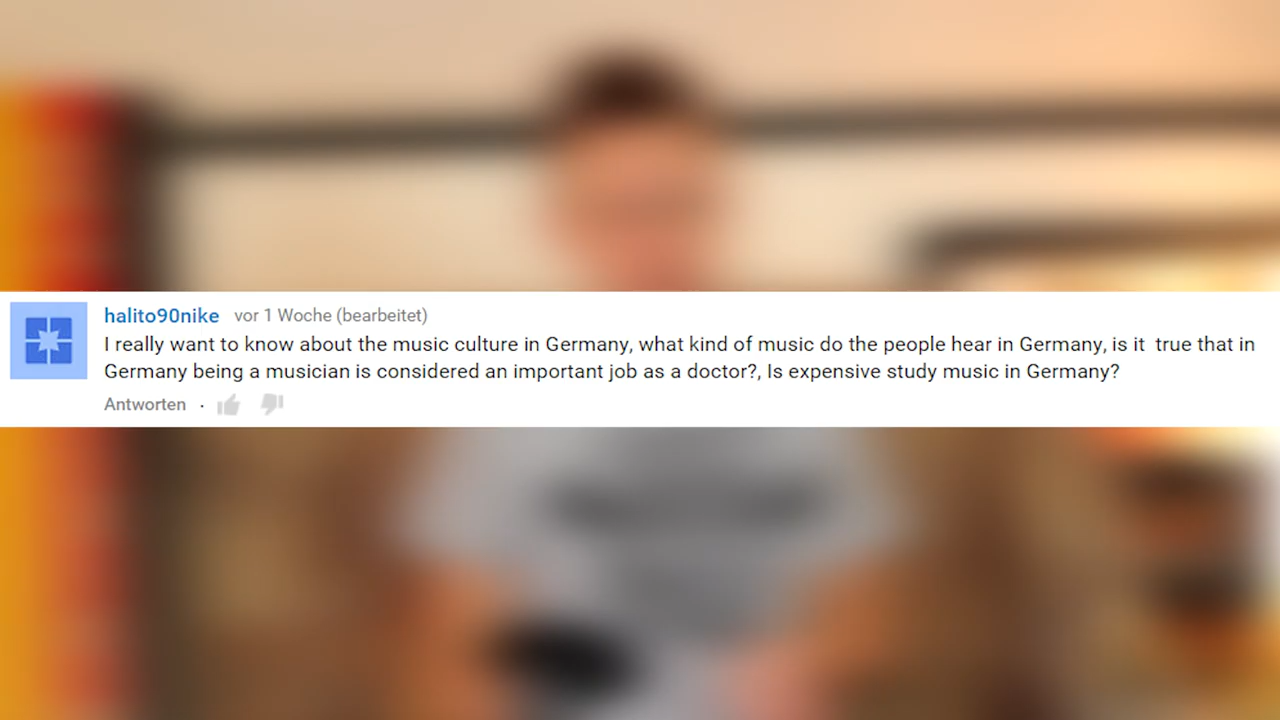 halito90nike vor 1 Woche (bearbeitet)
I really want to know about the music culture in Germany, what kind of music do the people hear in Germany, is it  true that in
Germany being a musician is considered an important job as a doctor?, Is expensive study music in Germany?
Antworten ·